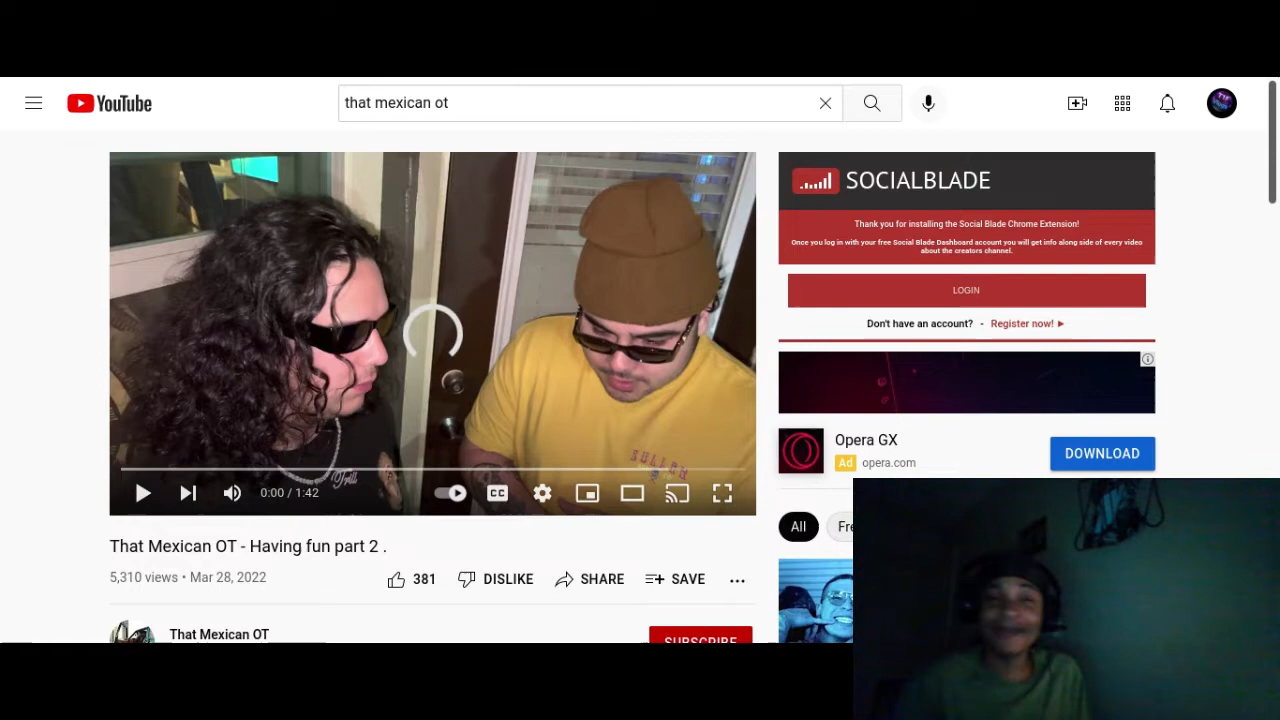 YouTube
that mexican ot
SOCIALBLADE
Thank you for installing the Social Blade Chrome Extension!
Once you log in with your free Social Blade Dashboard account you will get info along side of every video
about the creators channel.
LOGIN
Don't have an account? - Register now! ►
Opera GX
Ad opera.com
DOWNLOAD
Trill
0:00 / 1:42
CC
All
Fre
That Mexican OT - Having fun part 2 .
5,310 views • Mar 28, 2022
381
DISLIKE
SHARE
SAVE
That Mexican OT
SUBSCRIBE